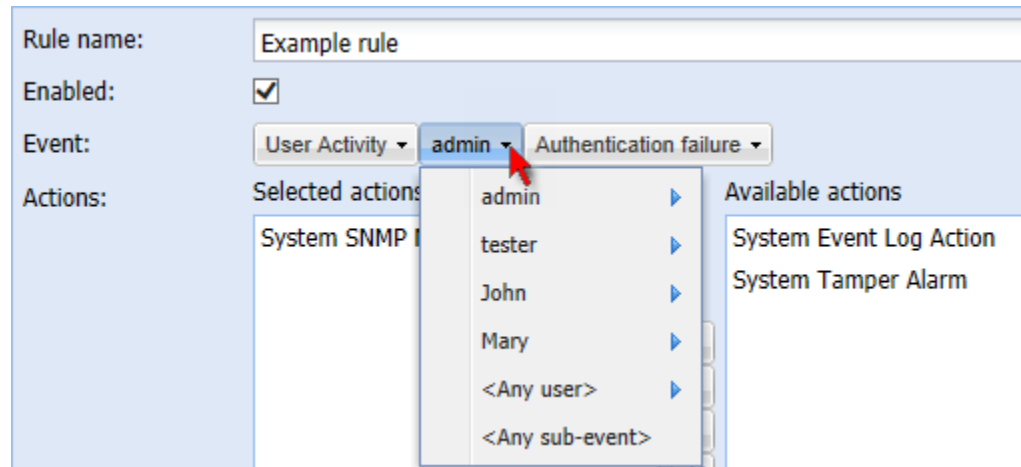 Rule name:
Example rule
Enabled:
Event:
User Activity admin Authentication failure
Actions:
Selected actions
Available actions
System SNMP
System Event Log Action
System Tamper Alarm
admin
tester
John
Mary
<Any user>
<Any sub-event>